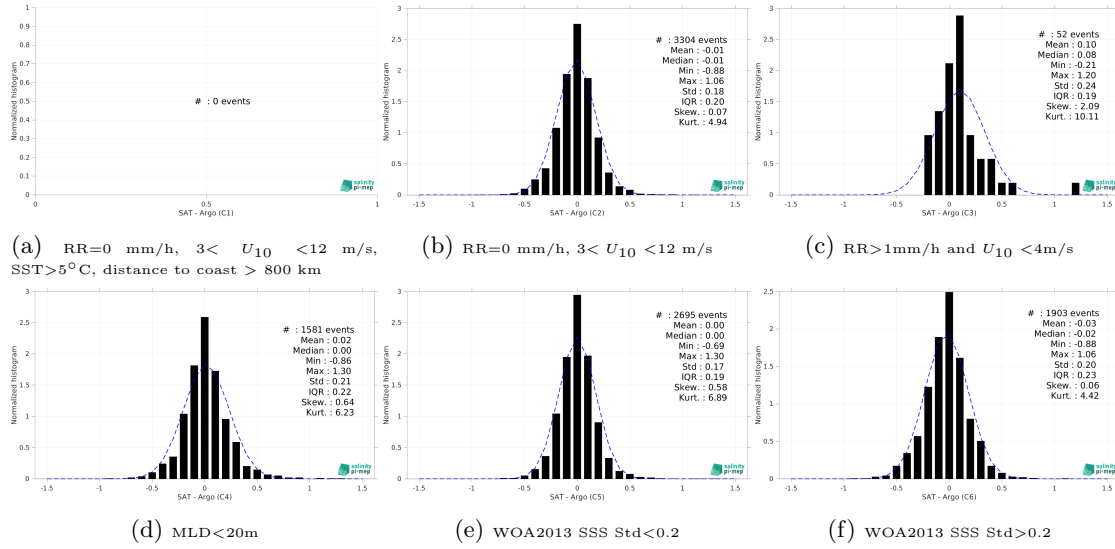 1
0.9
0.8
0.7
0.6
0.5
0.4
0.3
0.2
0.1
0
Normalized histogram
# : 0 events
0 0.5 1
SAT - Argo (C1)
salinity
pi-mep
(a) RR=0 mm/h, 3< U10 <12 m/s,
SST>5°C, distance to coast > 800 km
3
2.5
2
1.5
1
0.5
0
Normalized histogram
# : 3304 events
Mean : -0.01
Median : -0.01
Min : -0.88
Max : 1.06
Std : 0.18
IQR : 0.20
Skew. : 0.07
Kurt. : 4.94
-1.5 -1 -0.5 0 0.5 1 1.5
SAT - Argo (C2)
salinity
pi-mep
(b) RR=0 mm/h, 3< U10 <12 m/s
3
2.5
2
1.5
1
0.5
0
Normalized histogram
# : 52 events
Mean : 0.10
Median : 0.08
Min : -0.21
Max : 1.20
Std : 0.24
IQR : 0.19
Skew. : 2.09
Kurt. : 10.11
-1.5 -1 -0.5 0 0.5 1 1.5
SAT - Argo (C3)
salinity
pi-mep
(c) RR>1mm/h and U10 <4m/s
3
2.5
2
1.5
1
0.5
0
Normalized histogram
# : 1581 events
Mean : 0.02
Median : 0.00
Min : -0.86
Max : 1.30
Std : 0.21
IQR : 0.22
Skew. : 0.64
Kurt. : 6.23
-1.5 -1 -0.5 0 0.5 1 1.5
SAT - Argo (C4)
salinity
pi-mep
(d) MLD<20m
3
2.5
2
1.5
1
0.5
0
Normalized histogram
# : 2695 events
Mean : 0.00
Median : 0.00
Min : -0.69
Max : 1.30
Std : 0.17
IQR : 0.19
Skew. : 0.58
Kurt. : 6.89
-1.5 -1 -0.5 0 0.5 1 1.5
SAT - Argo (C5)
salinity
pi-mep
(e) WOA2013 SSS Std<0.2
2.5
2
1.5
1
0.5
0
Normalized histogram
# : 1903 events
Mean : -0.03
Median : -0.02
Min : -0.88
Max : 1.06
Std : 0.20
IQR : 0.23
Skew. : 0.06
Kurt. : 4.42
-1.5 -1 -0.5 0 0.5 1 1.5
SAT - Argo (C6)
salinity
pi-mep
(f) WOA2013 SSS Std>0.2